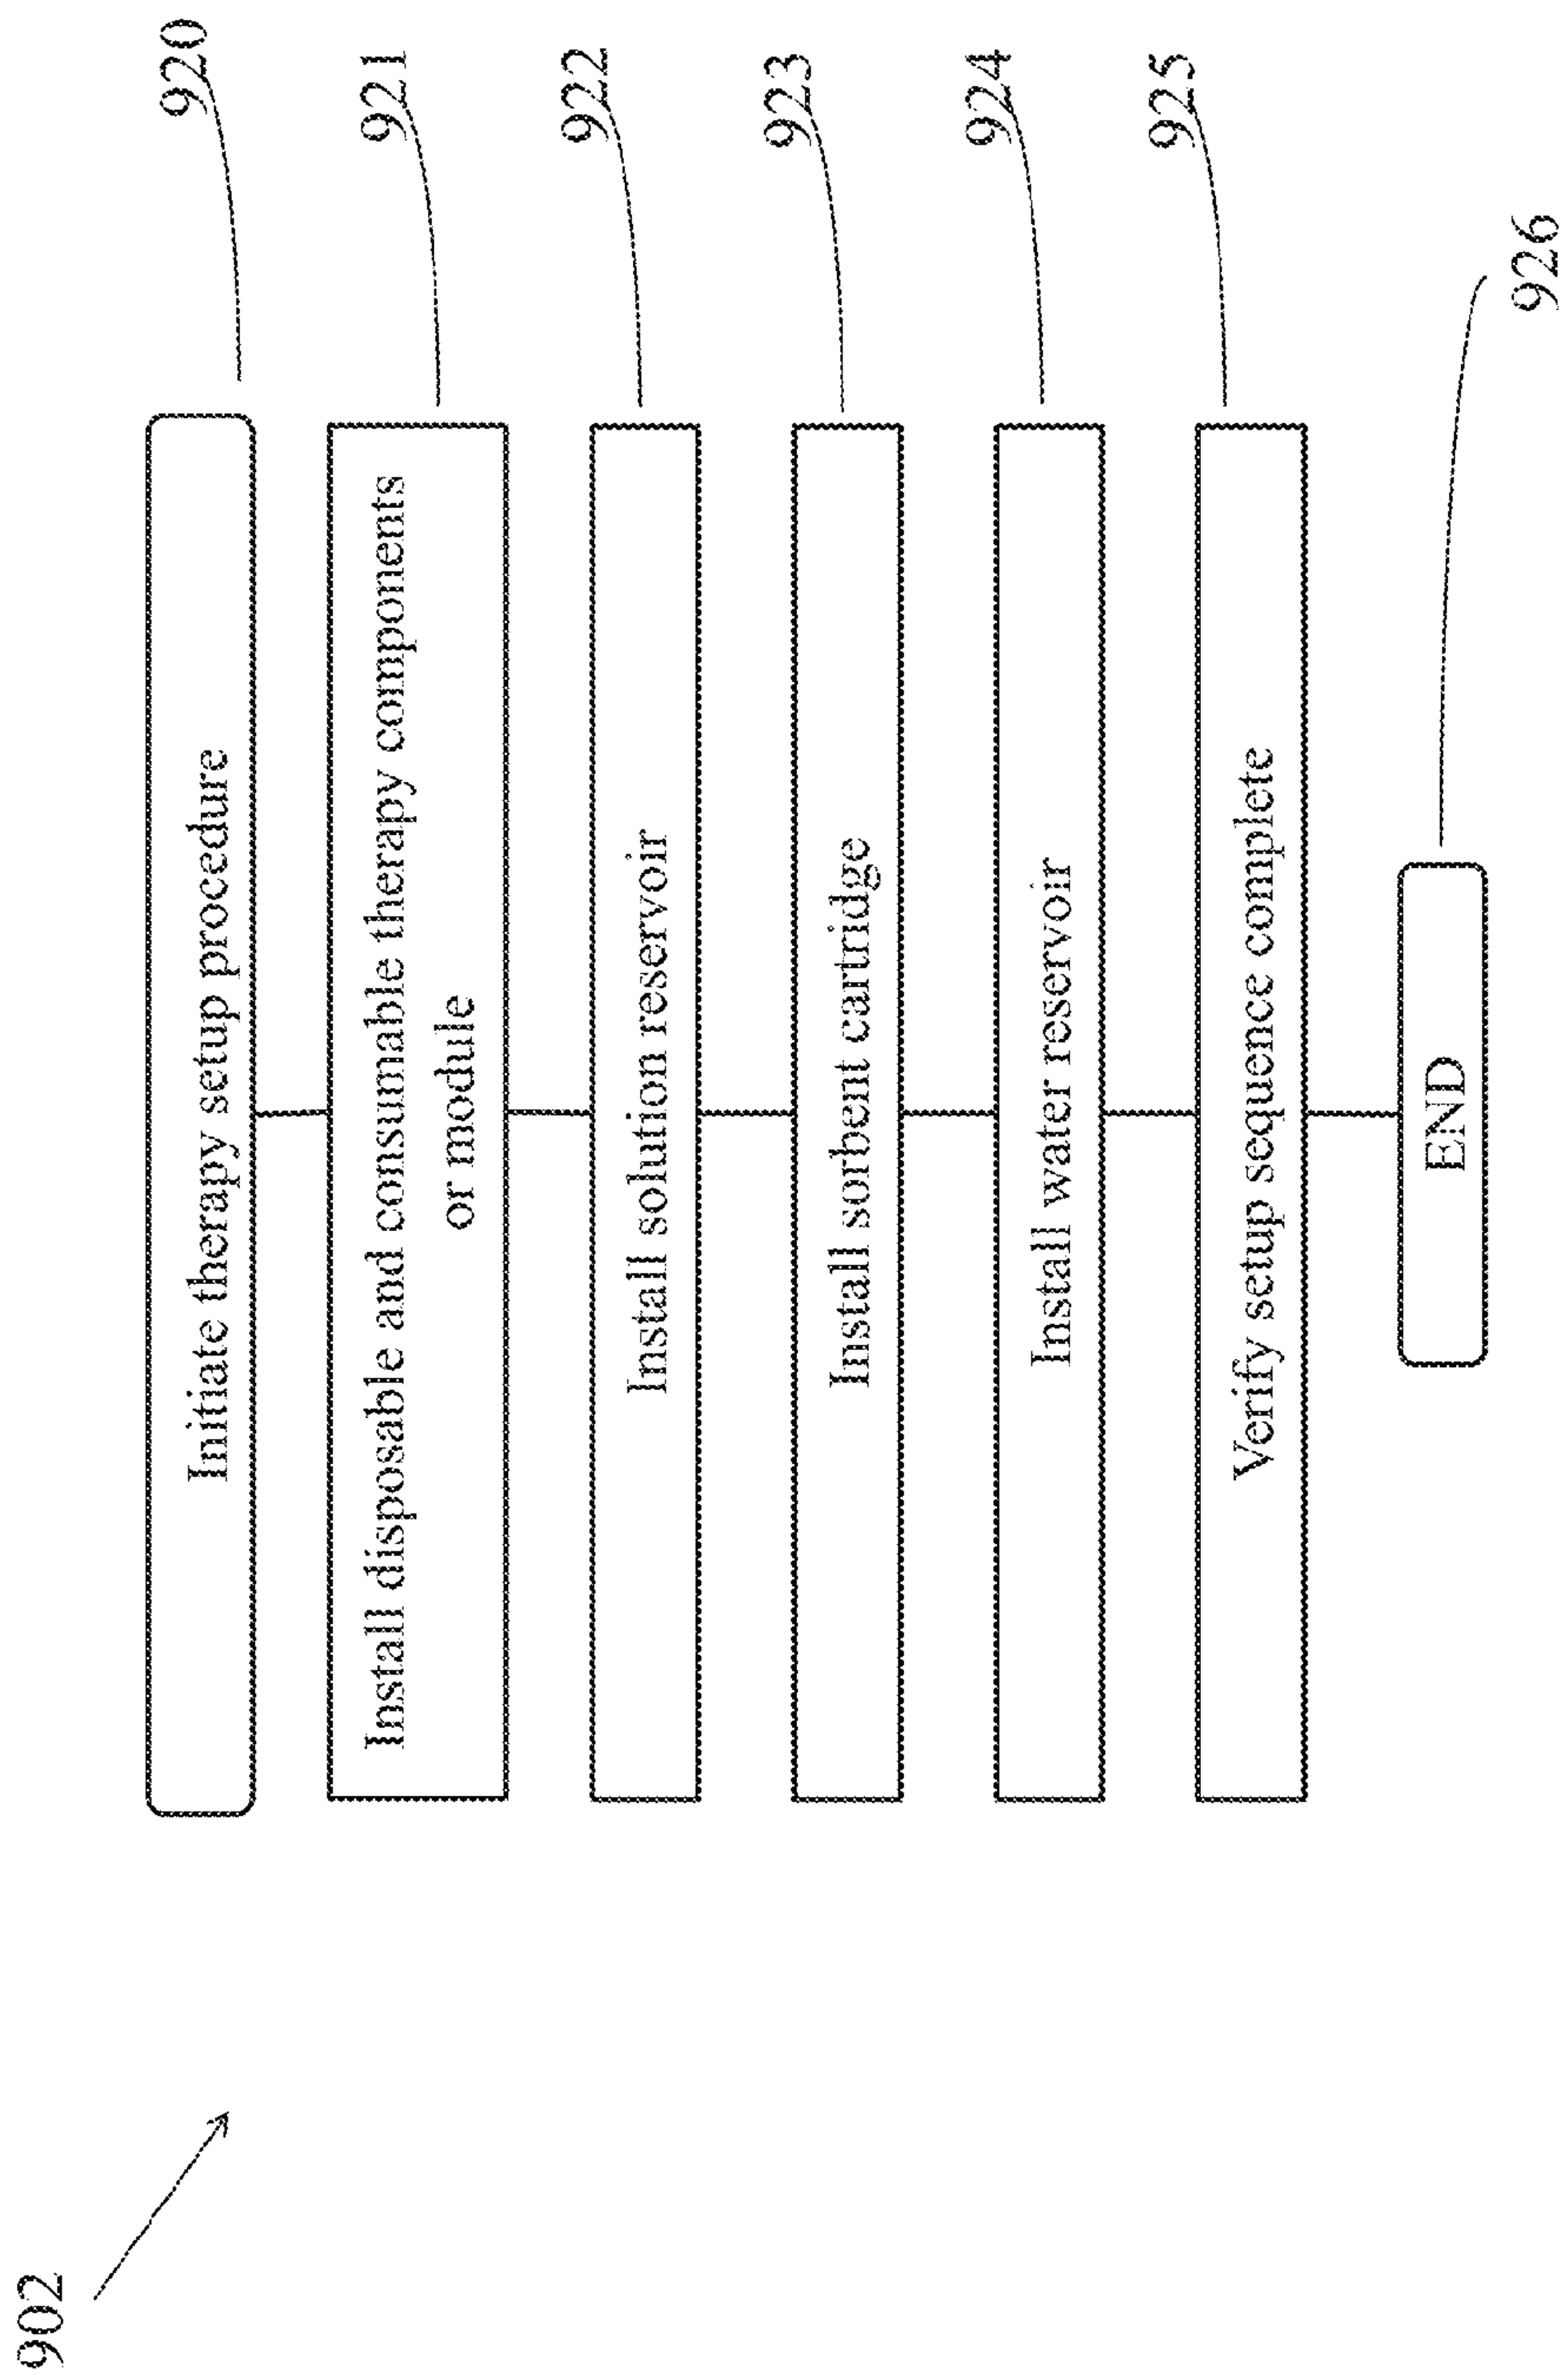 902
Initiate therapy setup procedure
920
Install disposable and consumable therapy components
or module
921
Install solution reservoir
922
Install sorbent cartridge
923
Install water reservoir
924
Verify setup sequence complete
925
END
926